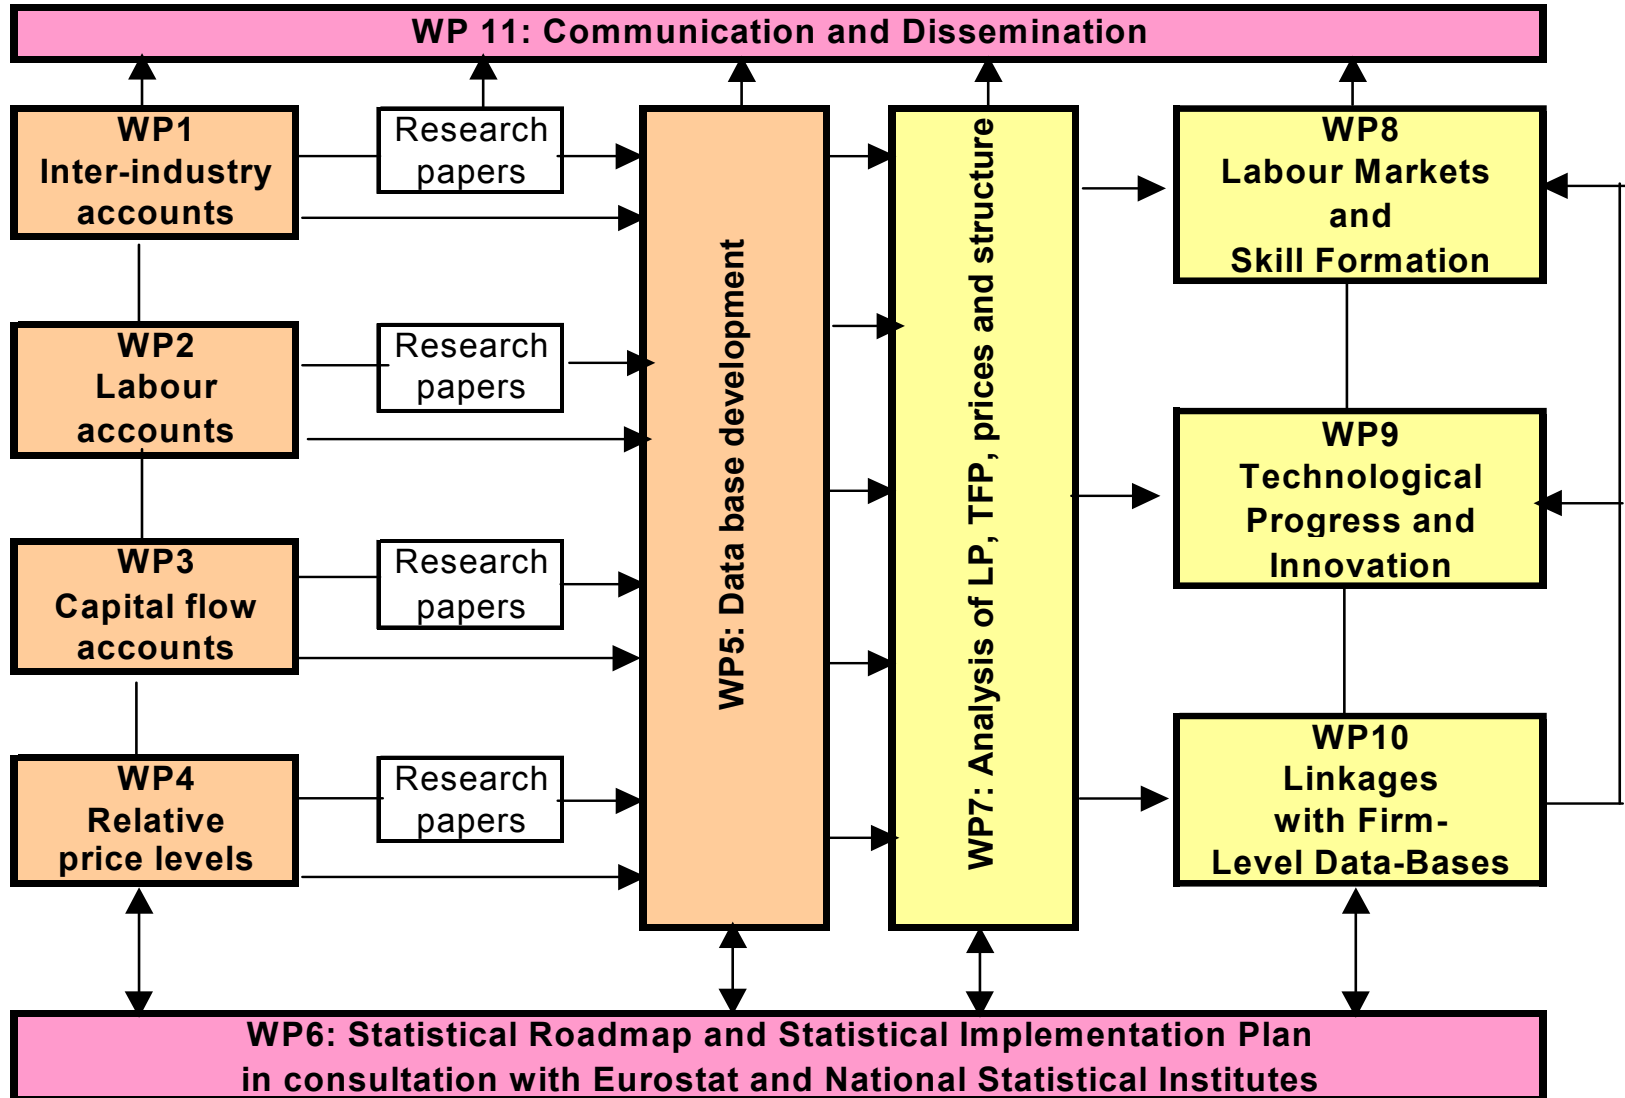 WP 11: Communication and Dissemination
WP1
Inter-industry
accounts
Research
papers
WP2
Labour
accounts
Research
papers
WP3
Capital flow
accounts
Research
papers
WP4
Relative
price levels
Research
papers
WP5: Data base development
WP7: Analysis of LP, TFP, prices and structure
WP8
Labour Markets
and
Skill Formation
WP9
Technological
Progress and
Innovation
WP10
Linkages
with Firm-
Level Data-Bases
WP6: Statistical Roadmap and Statistical Implementation Plan
in consultation with Eurostat and National Statistical Institutes